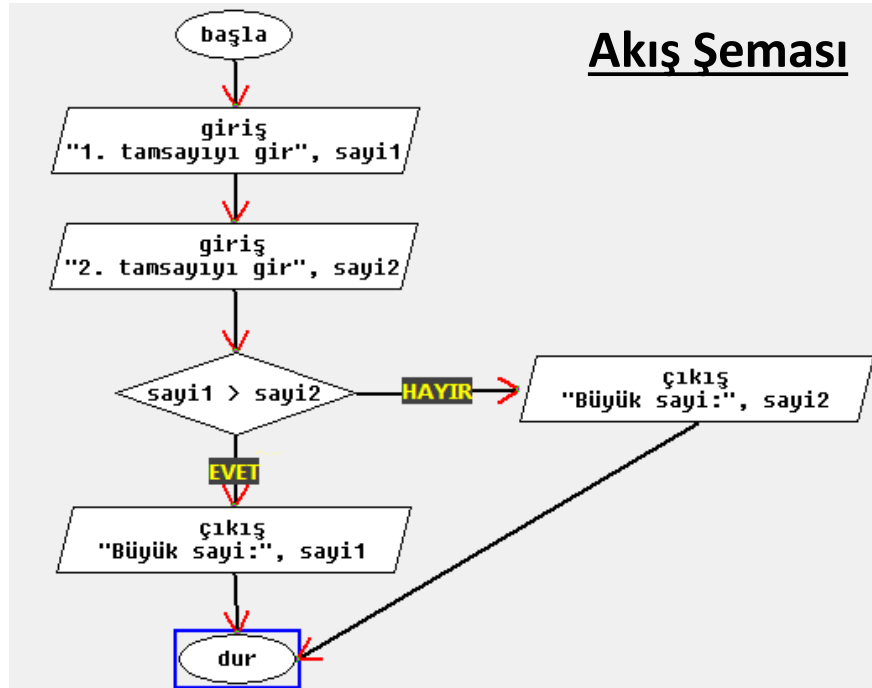 Akış Şeması
başla
giriş
"1. tamsayıyı gir", sayi1
giriş
"2. tamsayıyı gir", sayi2
sayi1 > sayi2
HAYIR
çıkış
"Büyük sayi:", sayi2
EVET
çıkış
"Büyük sayi:", sayi1
dur